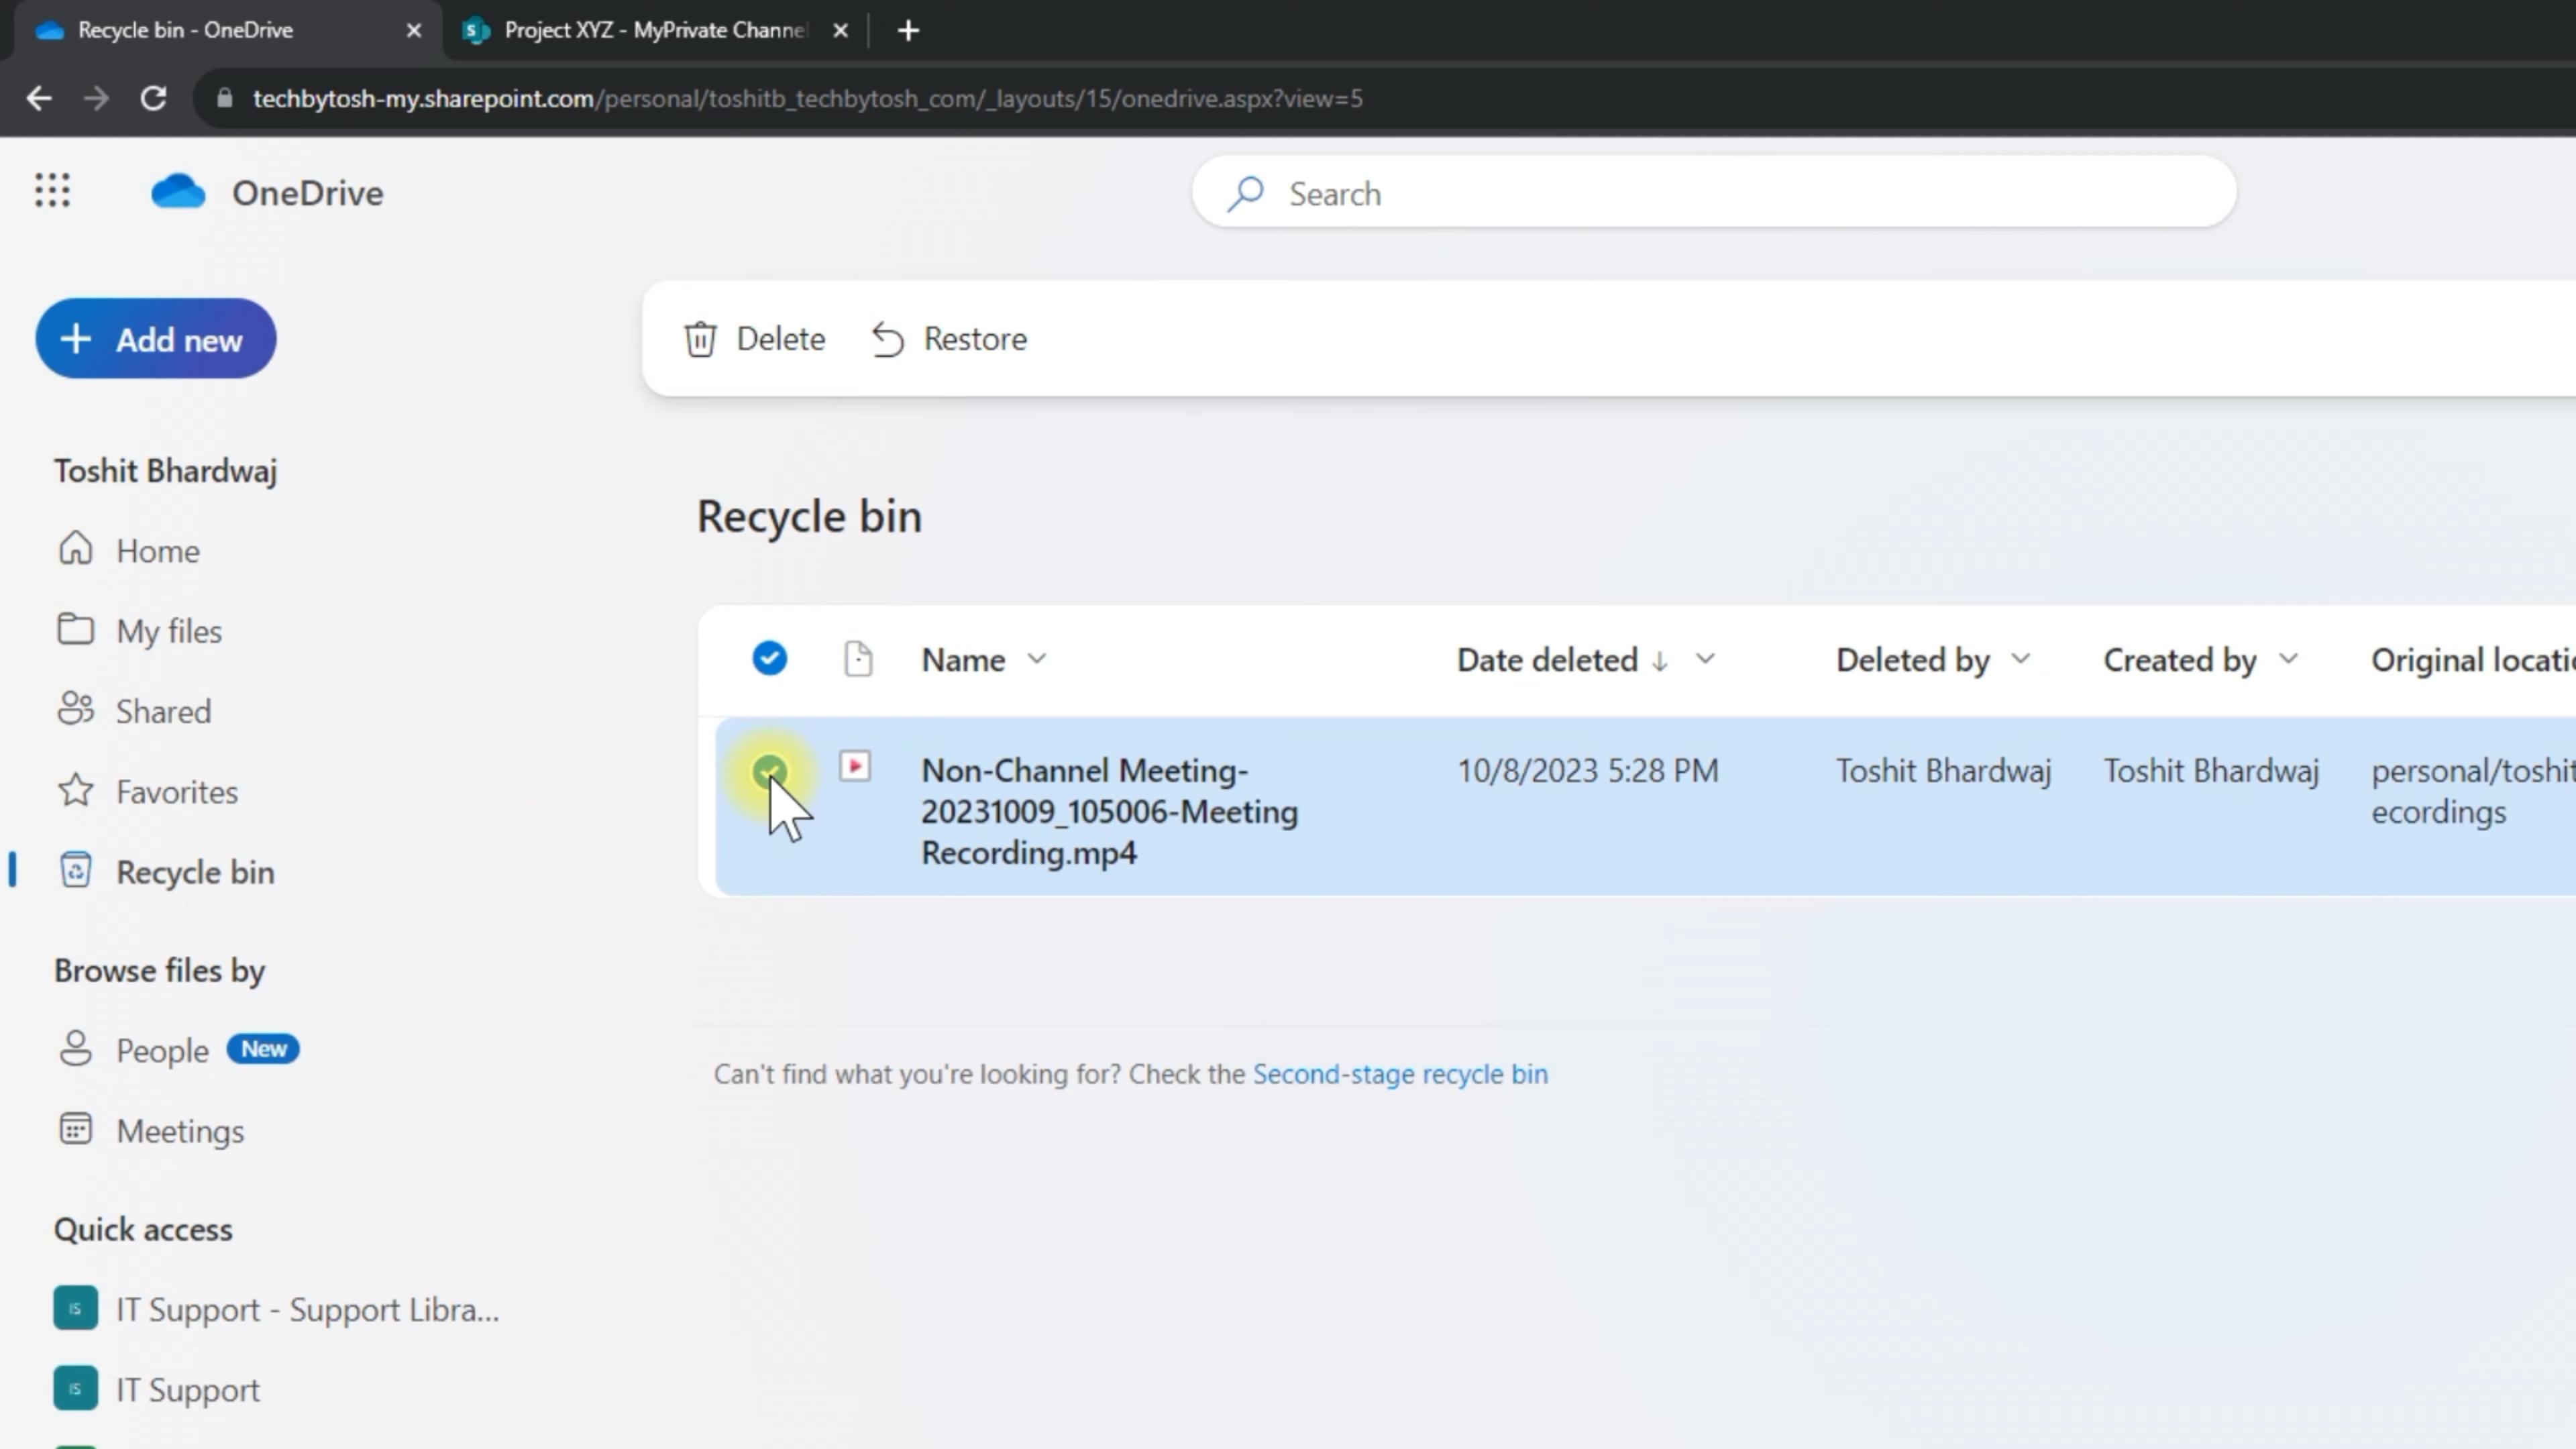 Recycle bin - OneDrive
Project XYZ - MyPrivate Channe
techbytosh-my.sharepoint.com/personal/toshitb_techbytosh_com/_layouts/15/onedrive.aspx?view=5
OneDrive
Search
Add new
Delete
Restore
Toshit Bhardwaj
Home
My files
Shared
Favorites
Recycle bin
Browse files by
People New
Meetings
Quick access
IS IT Support - Support Libra...
IS IT Support
Recycle bin
Name
Date deleted
Deleted by
Created by
Original locatio
Non-Channel Meeting-
20231009_105006-Meeting
Recording.mp4
10/8/2023 5:28 PM
Toshit Bhardwaj
Toshit Bhardwaj
personal/toshit
ecordings
Can't find what you're looking for? Check the Second-stage recycle bin